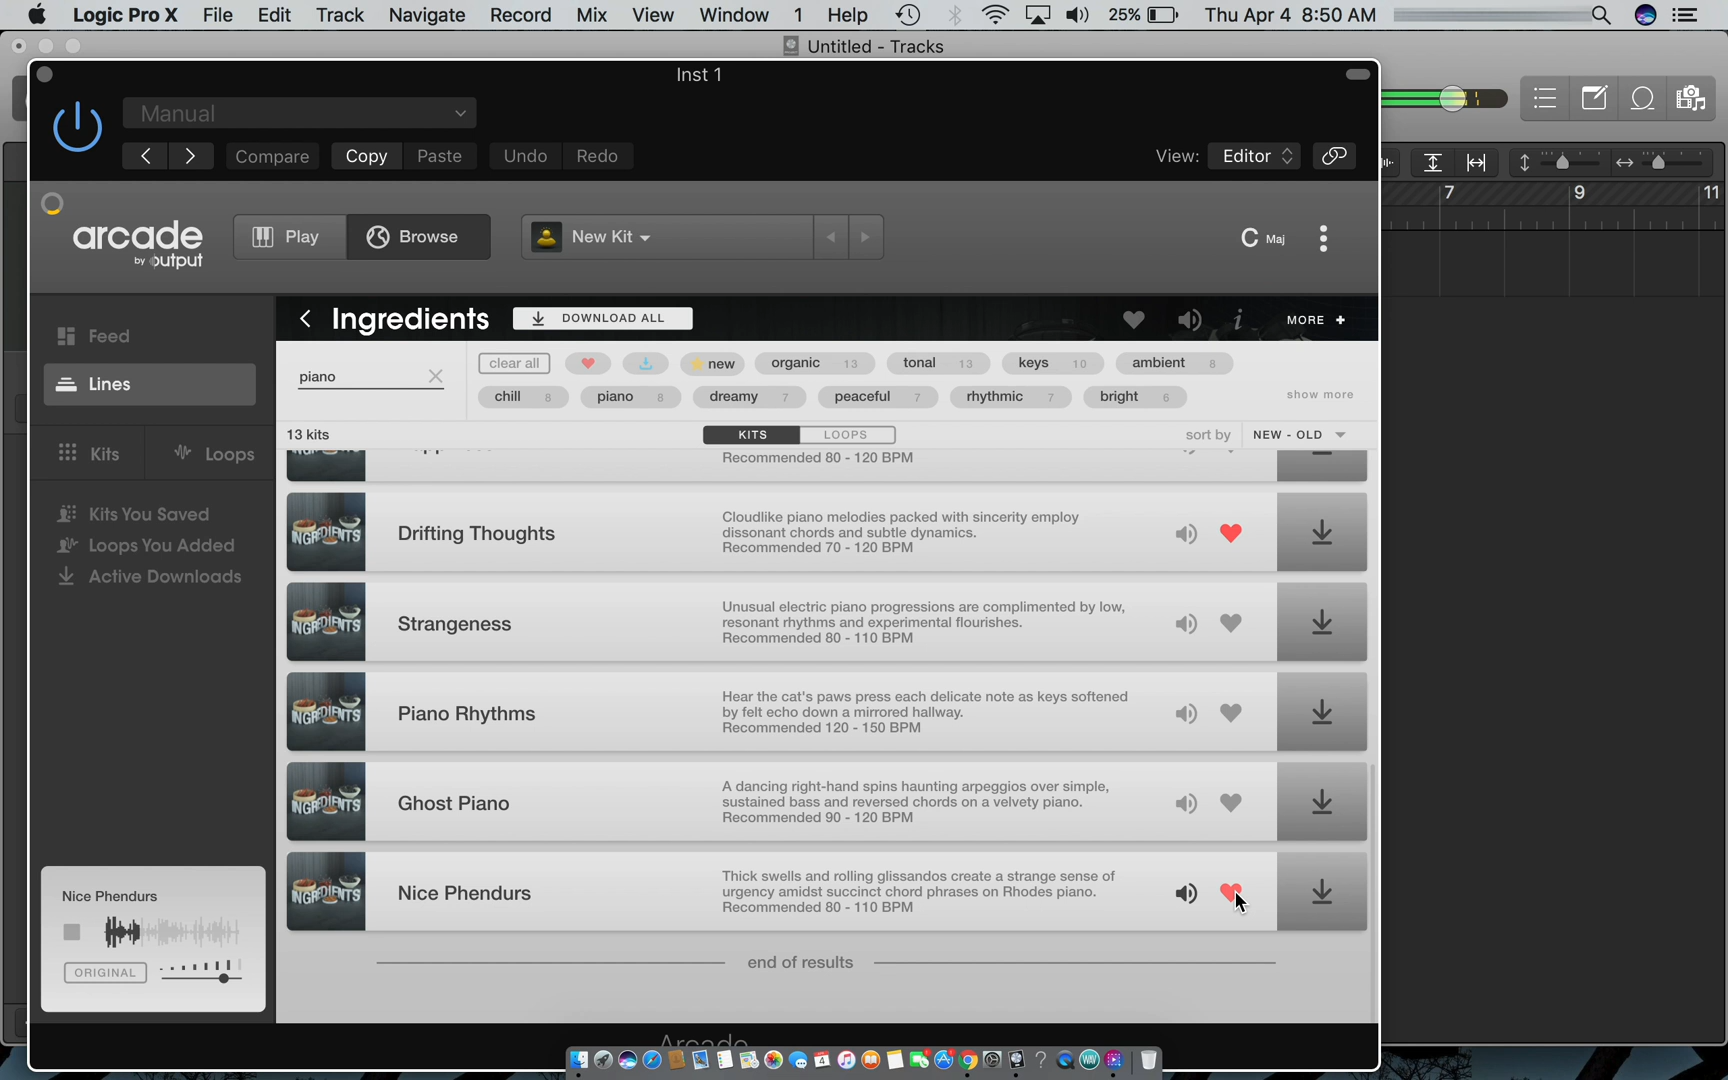 Logic Pro X File Edit Track Navigate Record Mix View Window 1 Help 25% Thu Apr 4 8:50 AM
Untitled - Tracks
Inst 1
Manual
Compare Copy Paste Undo Redo View: Editor
7 9 11
arcade
by output
Play Browse New Kit C Maj
Feed
Lines
Kits Loops
Kits You Saved
Loops You Added
Active Downloads
Ingredients DOWNLOAD ALL MORE +
piano
clear all new organic 13 tonal 13 keys 10 ambient 8
chill 8 piano 8 dreamy 7 peaceful 7 rhythmic 7 bright 6 show more
13 kits KITS LOOPS sort by NEW - OLD
Recommended 80 - 120 BPM
INGREDIENTS
Drifting Thoughts
Cloudlike piano melodies packed with sincerity employ
dissonant chords and subtle dynamics.
Recommended 70 - 120 BPM
INGREDIENTS
Strangeness
Unusual electric piano progressions are complimented by low,
resonant rhythms and experimental flourishes.
Recommended 80 - 110 BPM
INGREDIENTS
Piano Rhythms
Hear the cat's paws press each delicate note as keys softened
by felt echo down a mirrored hallway.
Recommended 120 - 150 BPM
INGREDIENTS
Ghost Piano
A dancing right-hand spins haunting arpeggios over simple,
sustained bass and reversed chords on a velvety piano.
Recommended 90 - 120 BPM
INGREDIENTS
Nice Phendurs
Thick swells and rolling glissandos create a strange sense of
urgency amidst succinct chord phrases on Rhodes piano.
Recommended 80 - 110 BPM
end of results
Nice Phendurs
ORIGINAL
Arcade